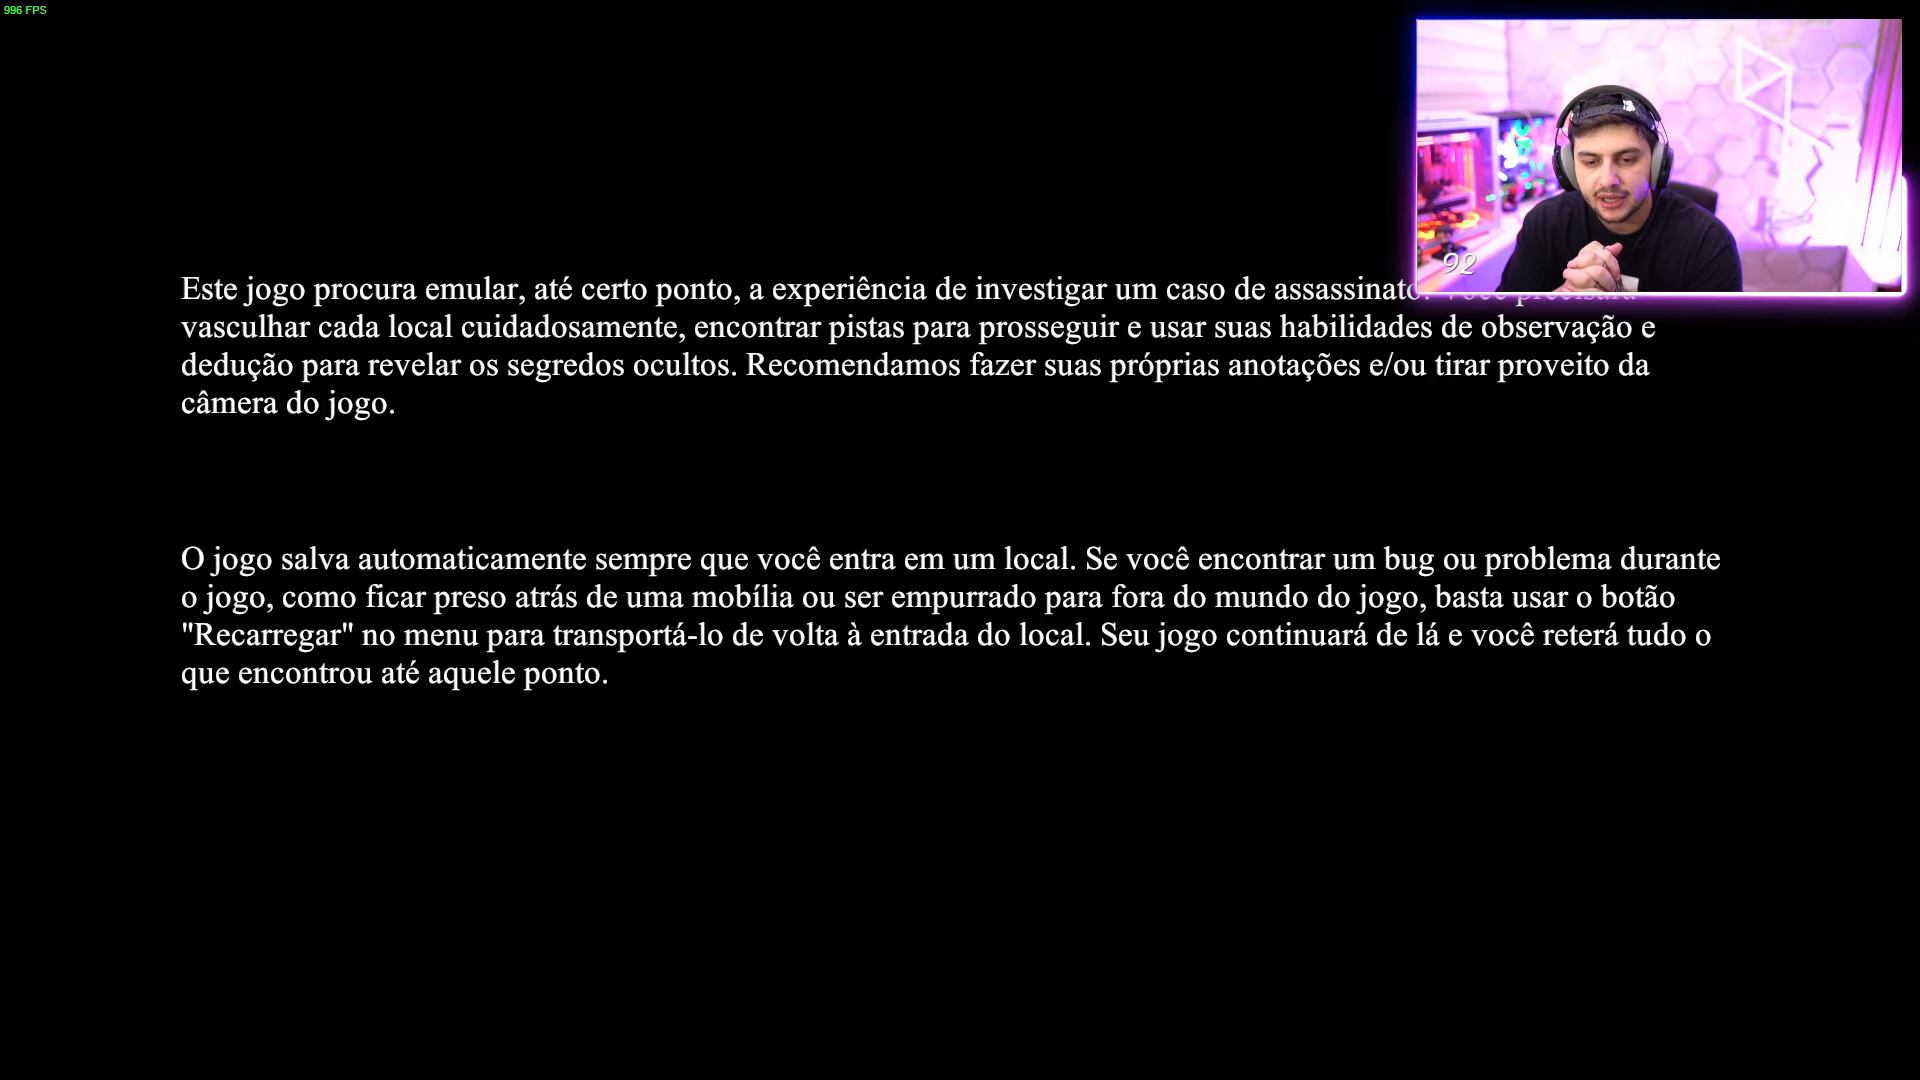 996 FPS
92
Este jogo procura emular, até certo ponto, a experiência de investigar um caso de assassinato. Você precisará
vasculhar cada local cuidadosamente, encontrar pistas para prosseguir e usar suas habilidades de observação e
dedução para revelar os segredos ocultos. Recomendamos fazer suas próprias anotações e/ou tirar proveito da
câmera do jogo.
O jogo salva automaticamente sempre que você entra em um local. Se você encontrar um bug ou problema durante
o jogo, como ficar preso atrás de uma mobília ou ser empurrado para fora do mundo do jogo, basta usar o botão
"Recarregar" no menu para transportá-lo de volta à entrada do local. Seu jogo continuará de lá e você reterá tudo o
que encontrou até aquele ponto.